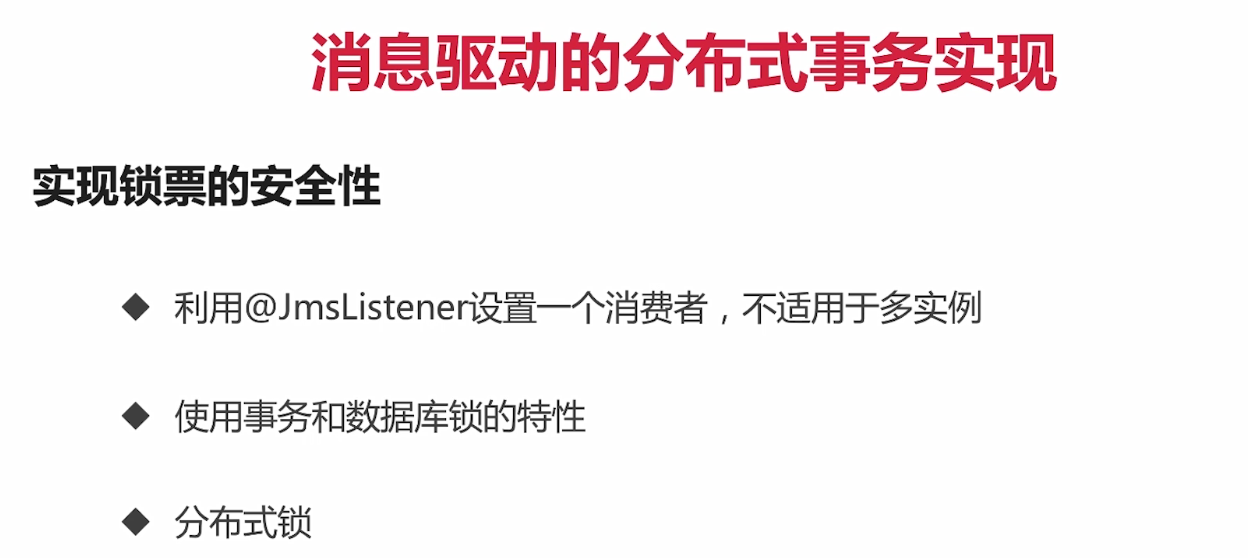 消息驱动的分布式事务实现
实现锁票的安全性
◆ 利用@JmsListener设置一个消费者，不适用于多实例
◆ 使用事务和数据库锁的特性
◆ 分布式锁